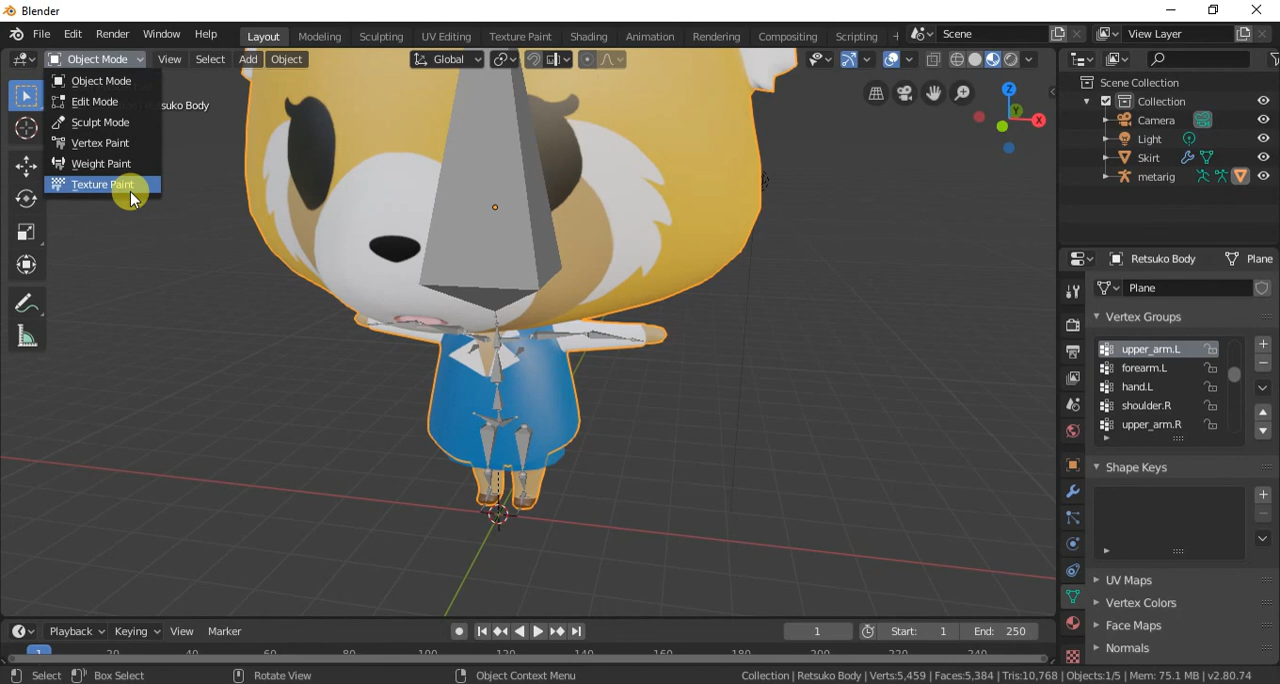 Blender
File Edit Render Window Help Layout Modeling Sculpting UV Editing Texture Paint Shading Animation Rendering Compositing Scripting + Scene View Layer
Object Mode View Select Add Object Global
Object Mode
Edit Mode
suko Body
Sculpt Mode
Vertex Paint
Weight Paint
Texture Paint
Z
Y
X
Scene Collection
Collection
Camera
Light
Skirt
metarig
Retsuko Body Plane
Plane
Vertex Groups
upper_arm.L
forearm.L
hand.L
shoulder.R
upper_arm.R
Shape Keys
UV Maps
Vertex Colors
Face Maps
Normals
Playback Keying View Marker 1 Start: 1 End: 250
1 20 40 60 80 100 120 140 160 180 200 220 240
Select Box Select Rotate View Object Context Menu Collection | Retsuko Body | Verts:5,459 | Faces:5,384 | Tris:10,768 | Objects:1/5 | Mem: 75.1 MB | v2.80.74